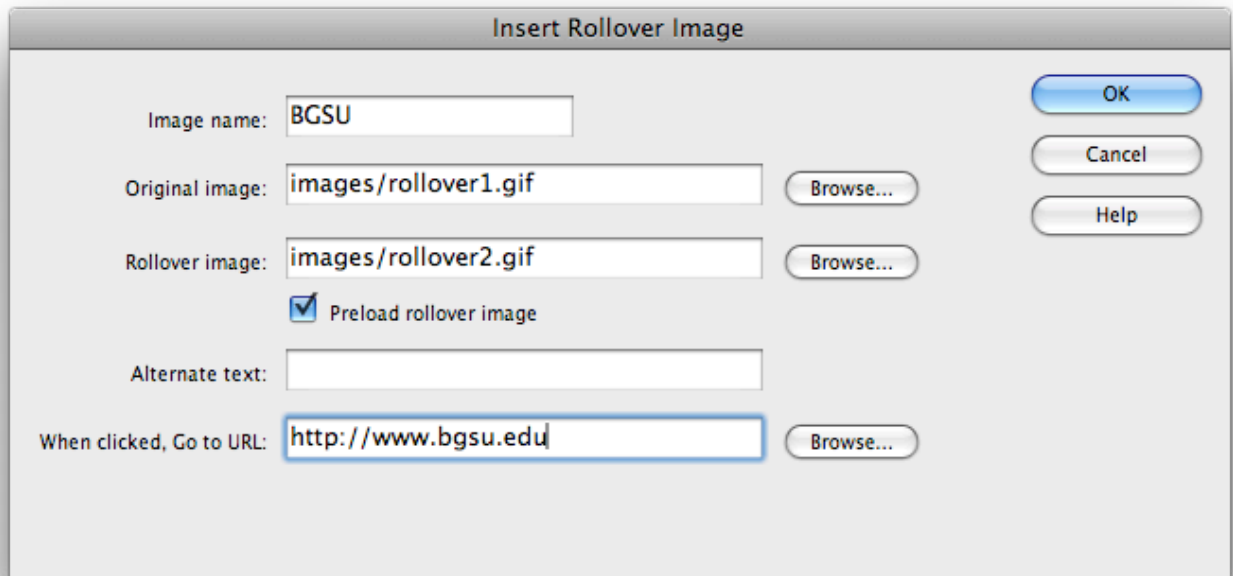 Insert Rollover Image
Image name: BGSU
OK
Original image: images/rollover1.gif Browse...
Cancel
Help
Rollover image: images/rollover2.gif Browse...
Preload rollover image
Alternate text:
When clicked, Go to URL: http://www.bgsu.edu Browse...